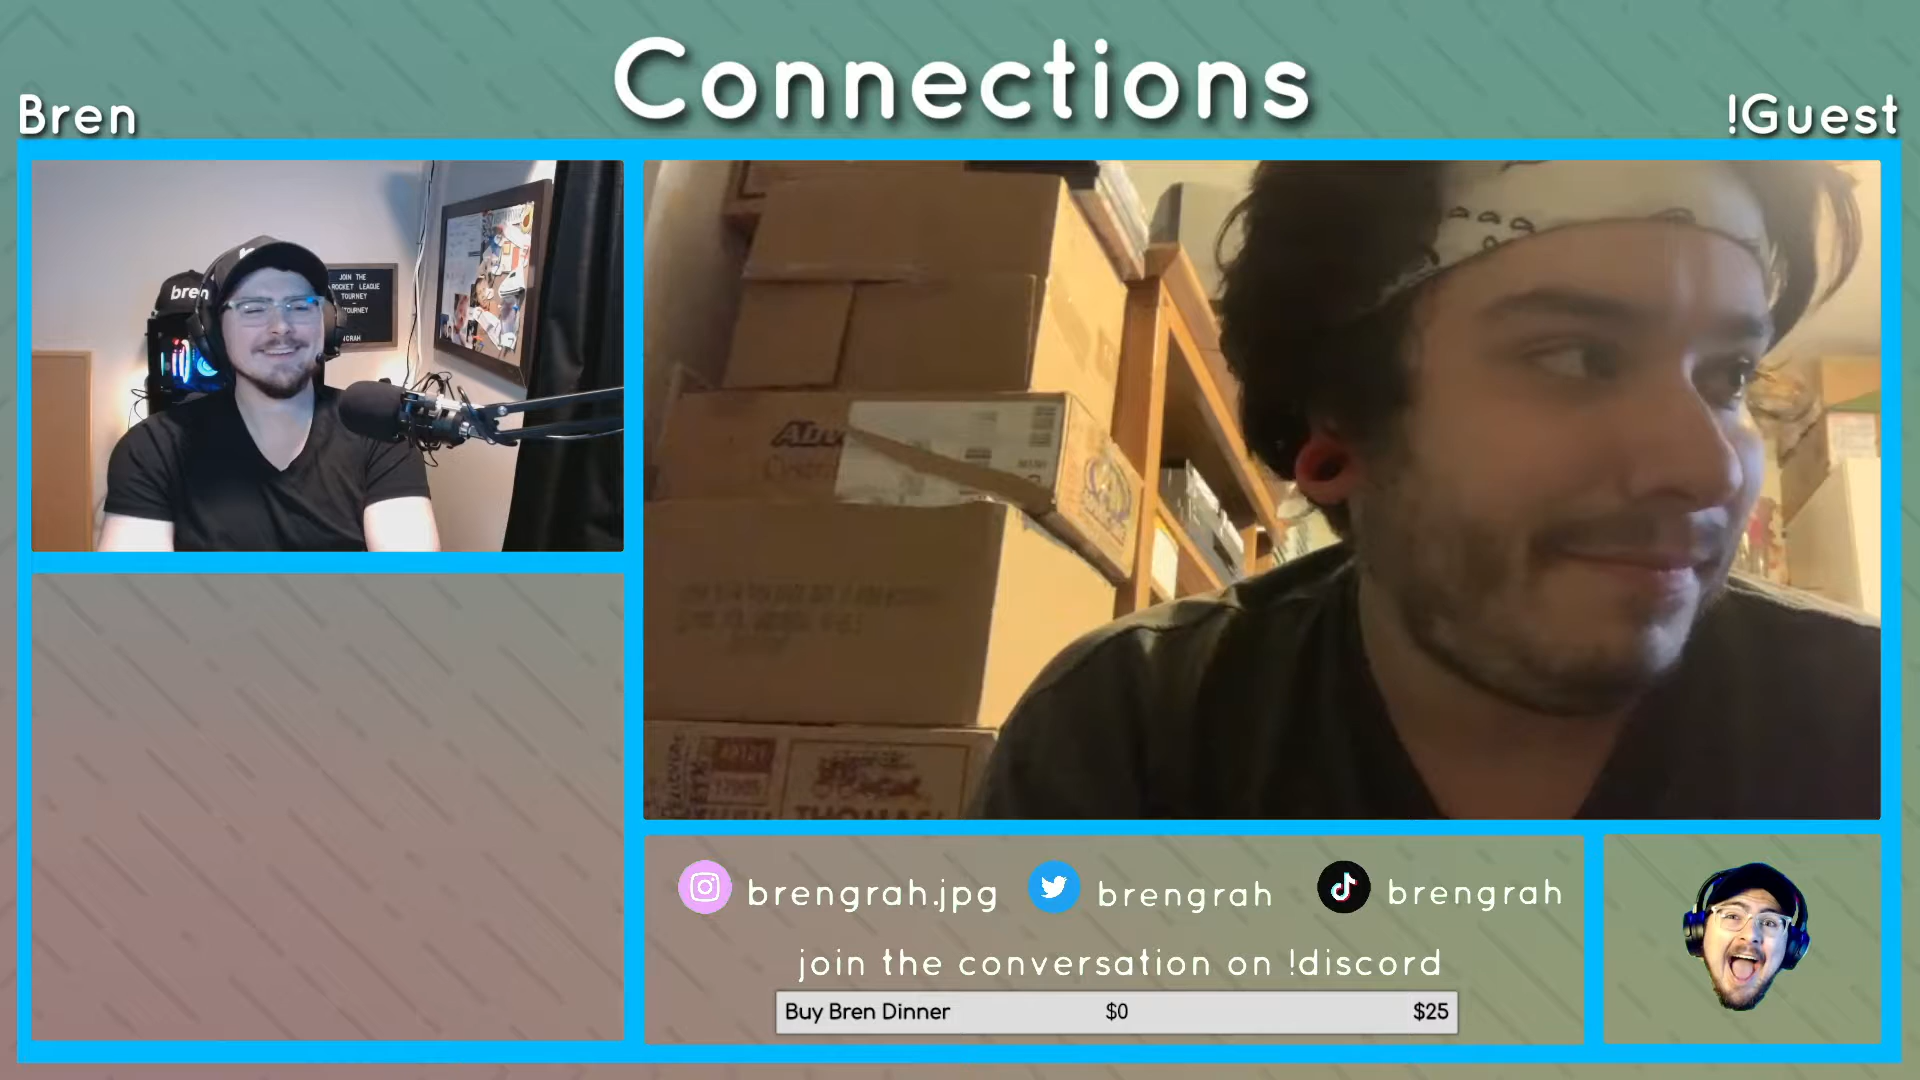 Connections
Bren
!Guest
bren
JOIN THE
ROCKET LEAGUE
TOURNEY
THOMAS
brengrah.jpg
brengrah
brengrah
join the conversation on !discord
Buy Bren Dinner $0 $25